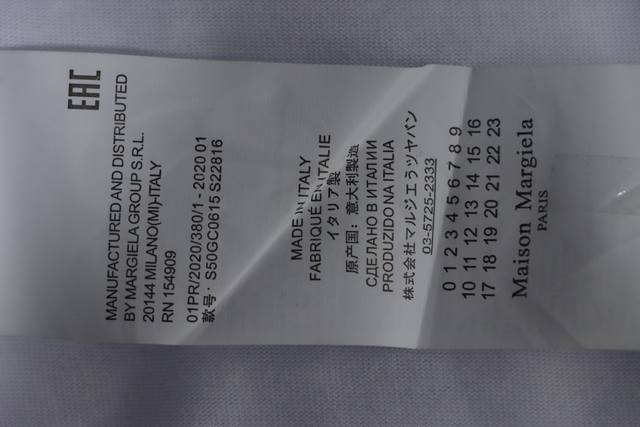 EAC
MANUFACTURED AND DISTRIBUTED
BY MARGIELA GROUP S.R.L.
20144 MILANO(MI)-ITALY
RN 154909
01PR/2020/380/1 - 2020 01
款号: S50GC0615 S22816
MADE IN ITALY
FABRIQUÉ EN ITALIE
イタリア製
原产国: 意大利製造
СДЕЛАНО В ИТАЛИИ
PRODUZIDO NA ITALIA
株式会社マルジエラッヤパン
03-5725-2333
0 1 2 3 4 5 6 7 8 9
10 11 12 13 14 15 16
17 18 19 20 21 22 23
Maison Margiela
PARIS